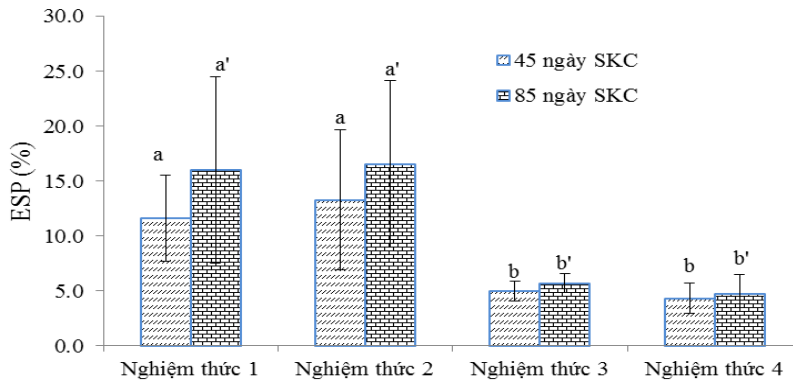 30.0
25.0
20.0
15.0
10.0
5.0
0.0
ESP (%)
45 ngày SKC
85 ngày SKC
a a' a a' b b' b b'
Nghiệm thức 1 Nghiệm thức 2 Nghiệm thức 3 Nghiệm thức 4